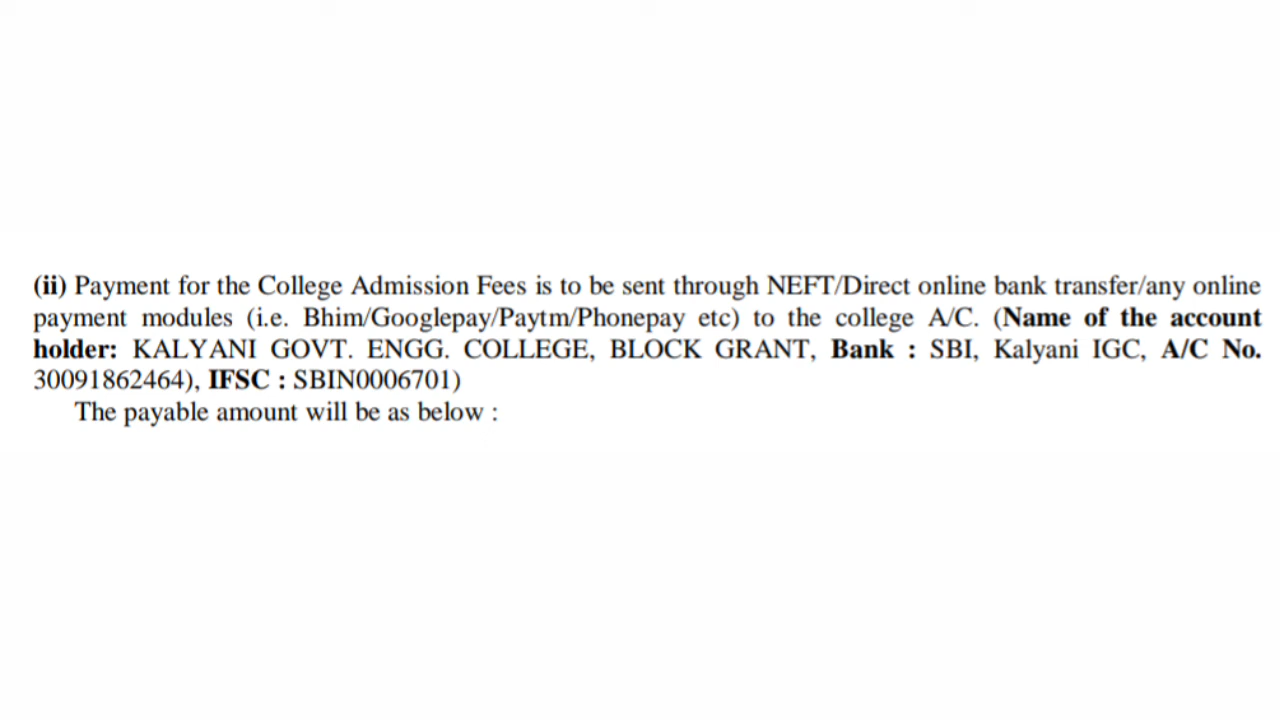 (ii) Payment for the College Admission Fees is to be sent through NEFT/Direct online bank transfer/any online
payment modules (i.e. Bhim/Googlepay/Paytm/Phonepay etc) to the college A/C. (Name of the account
holder: KALYANI GOVT. ENGG. COLLEGE, BLOCK GRANT, Bank : SBI, Kalyani IGC, A/C No.
30091862464), IFSC : SBIN0006701)
The payable amount will be as below :